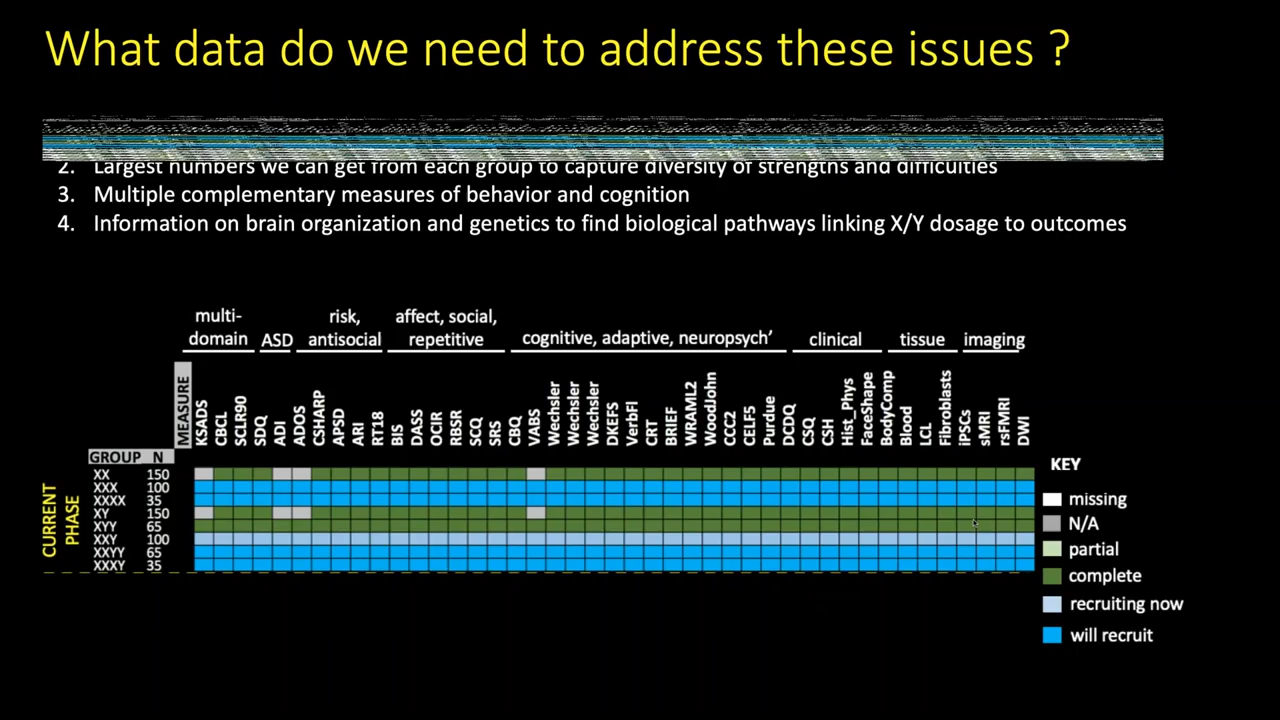 What data do we need to address these issues ?
2. Largest numbers we can get from each group to capture diversity of strengths and difficulties
3. Multiple complementary measures of behavior and cognition
4. Information on brain organization and genetics to find biological pathways linking X/Y dosage to outcomes
multi-domain ASD risk, antisocial affect, social, repetitive cognitive, adaptive, neuropsych’ clinical tissue imaging
MEASURE KSADS CBCL SCLR90 SDQ ADI ADOS CSHARP APSD ARI RT18 BIS DASS OCIR RBSR SCQ SRS CBQ VABS Wechsler Wechsler Wechsler DKEFS VerbFl CRT BRIEF WRAML2 WoodJohn CCC2 CELF5 Purdue DCDQ CSQ CSH Hist_Phys FaceShape BodyComp Blood LCL Fibroblasts iPSCs sMRI rsFMRI DWI
GROUP N
CURRENT PHASE
XX 150
XXX 100
XXXX 35
XY 150
XYY 65
XXY 100
XXYY 65
XXXY 35
KEY
missing
N/A
partial
complete
recruiting now
will recruit